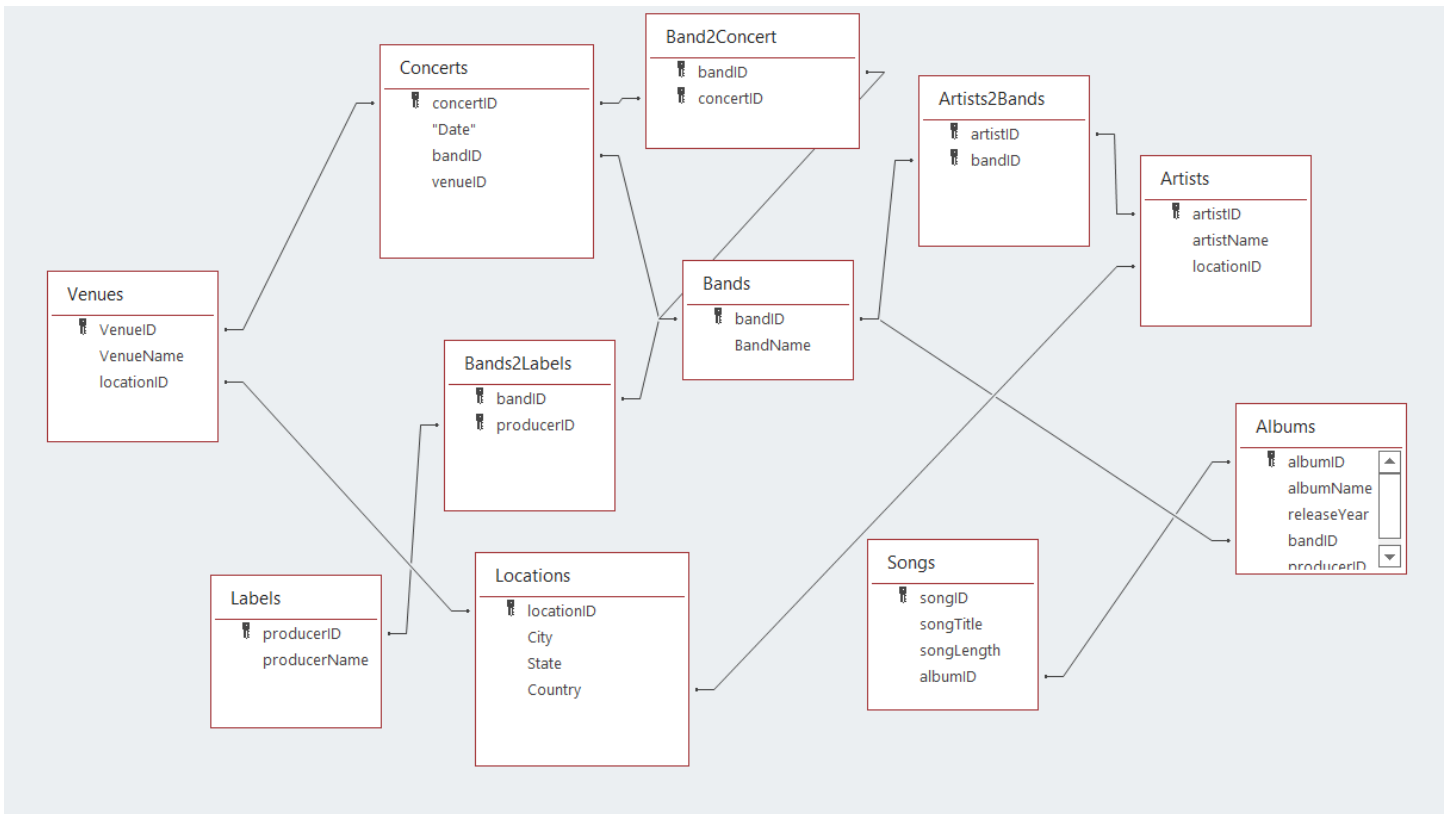 Band2Concert
bandID
concertID
Concerts
concertID
"Date"
bandID
venueID
Artists2Bands
artistID
bandID
Artists
artistID
artistName
locationID
Venues
VenueID
VenueName
locationID
Bands
bandID
BandName
Bands2Labels
bandID
producerID
Albums
albumID
albumName
releaseYear
bandID
producerID
Songs
songID
songTitle
songLength
albumID
Locations
locationID
City
State
Country
Labels
producerID
producerName